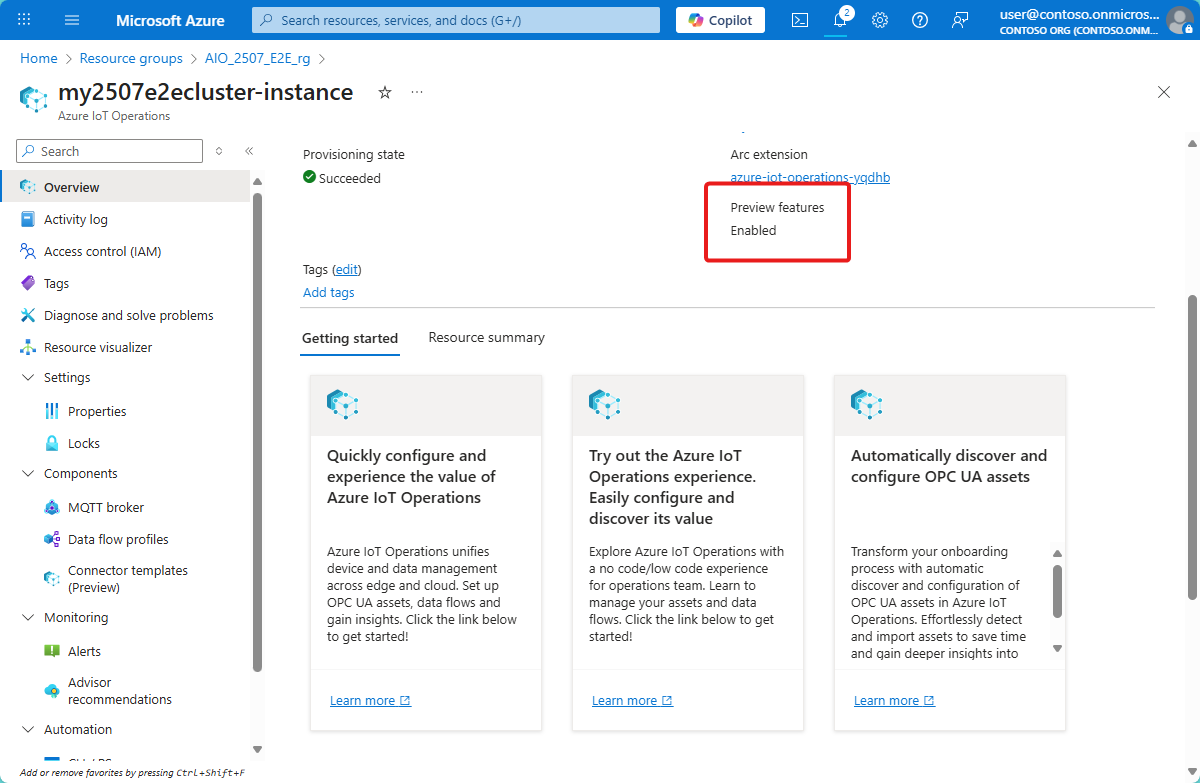 Microsoft Azure
Search resources, services, and docs (G+/)
Copilot
2
user@contoso.onmicros...
CONTOSO ORG (CONTOSO.ONM...
Home > Resource groups > AIO_2507_E2E_rg >
my2507e2ecluster-instance
Azure IoT Operations
Search
Overview
Activity log
Access control (IAM)
Tags
Diagnose and solve problems
Resource visualizer
Settings
Properties
Locks
Components
MQTT broker
Data flow profiles
Connector templates
(Preview)
Monitoring
Alerts
Advisor
recommendations
Automation
Add or remove favorites by pressing Ctrl+Shift+F
Provisioning state
Succeeded
Arc extension
azure-iot-operations-yqdhb
Preview features
Enabled
Tags (edit)
Add tags
Getting started
Resource summary
Quickly configure and
experience the value of
Azure IoT Operations
Azure IoT Operations unifies
device and data management
across edge and cloud. Set up
OPC UA assets, data flows and
gain insights. Click the link below
to get started!
Learn more
Try out the Azure IoT
Operations experience.
Easily configure and
discover its value
Explore Azure IoT Operations with
a no code/low code experience
for operations team. Learn to
manage your assets and data
flows. Click the link below to get
started!
Learn more
Automatically discover and
configure OPC UA assets
Transform your onboarding
process with automatic
discover and configuration of
OPC UA assets in Azure IoT
Operations. Effortlessly detect
and import assets to save time
and gain deeper insights into
Learn more